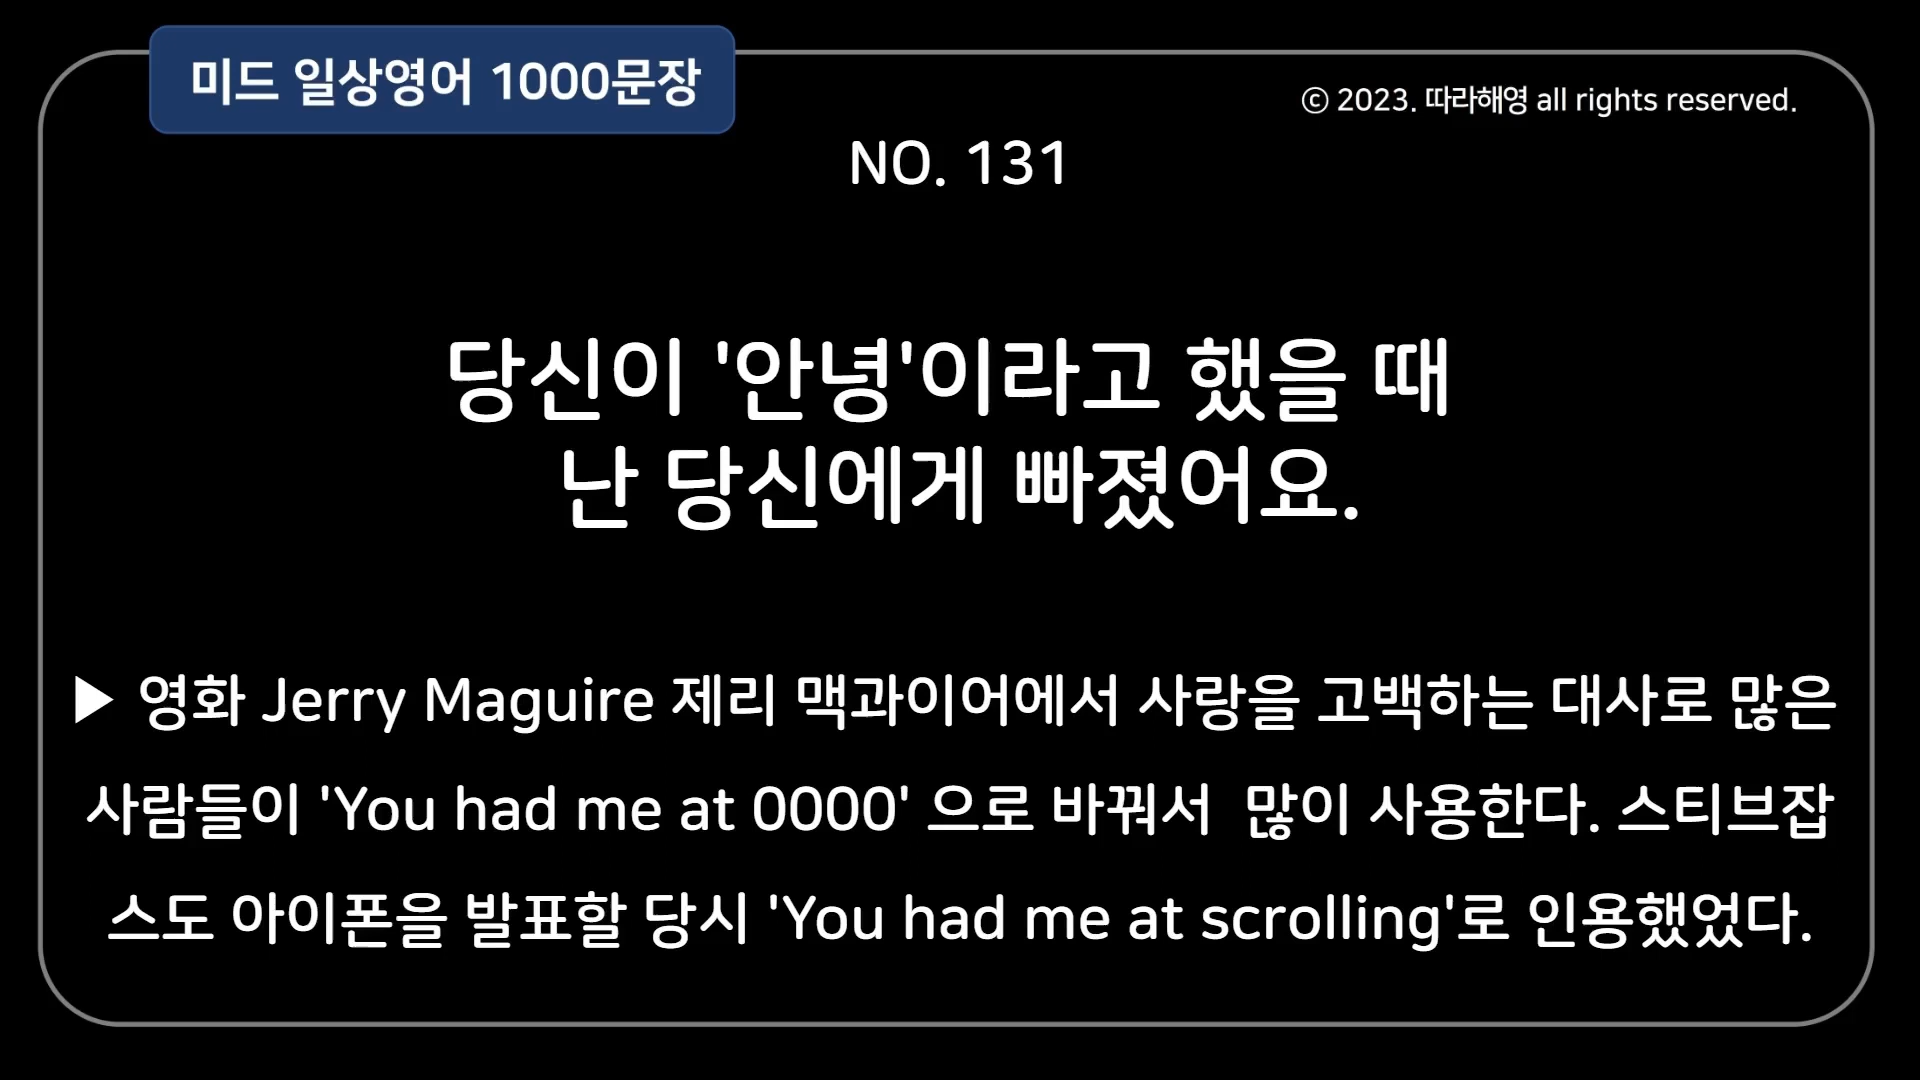 미드 일상영어 1000문장
ⓒ 2023. 따라해영 all rights reserved.
NO. 131
당신이 '안녕'이라고 했을 때
난 당신에게 빠졌어요.
▶ 영화 Jerry Maguire 제리 맥과이어에서 사랑을 고백하는 대사로 많은
사람들이 'You had me at 0000' 으로 바꿔서 많이 사용한다. 스티브잡
스도 아이폰을 발표할 당시 'You had me at scrolling'로 인용했었다.